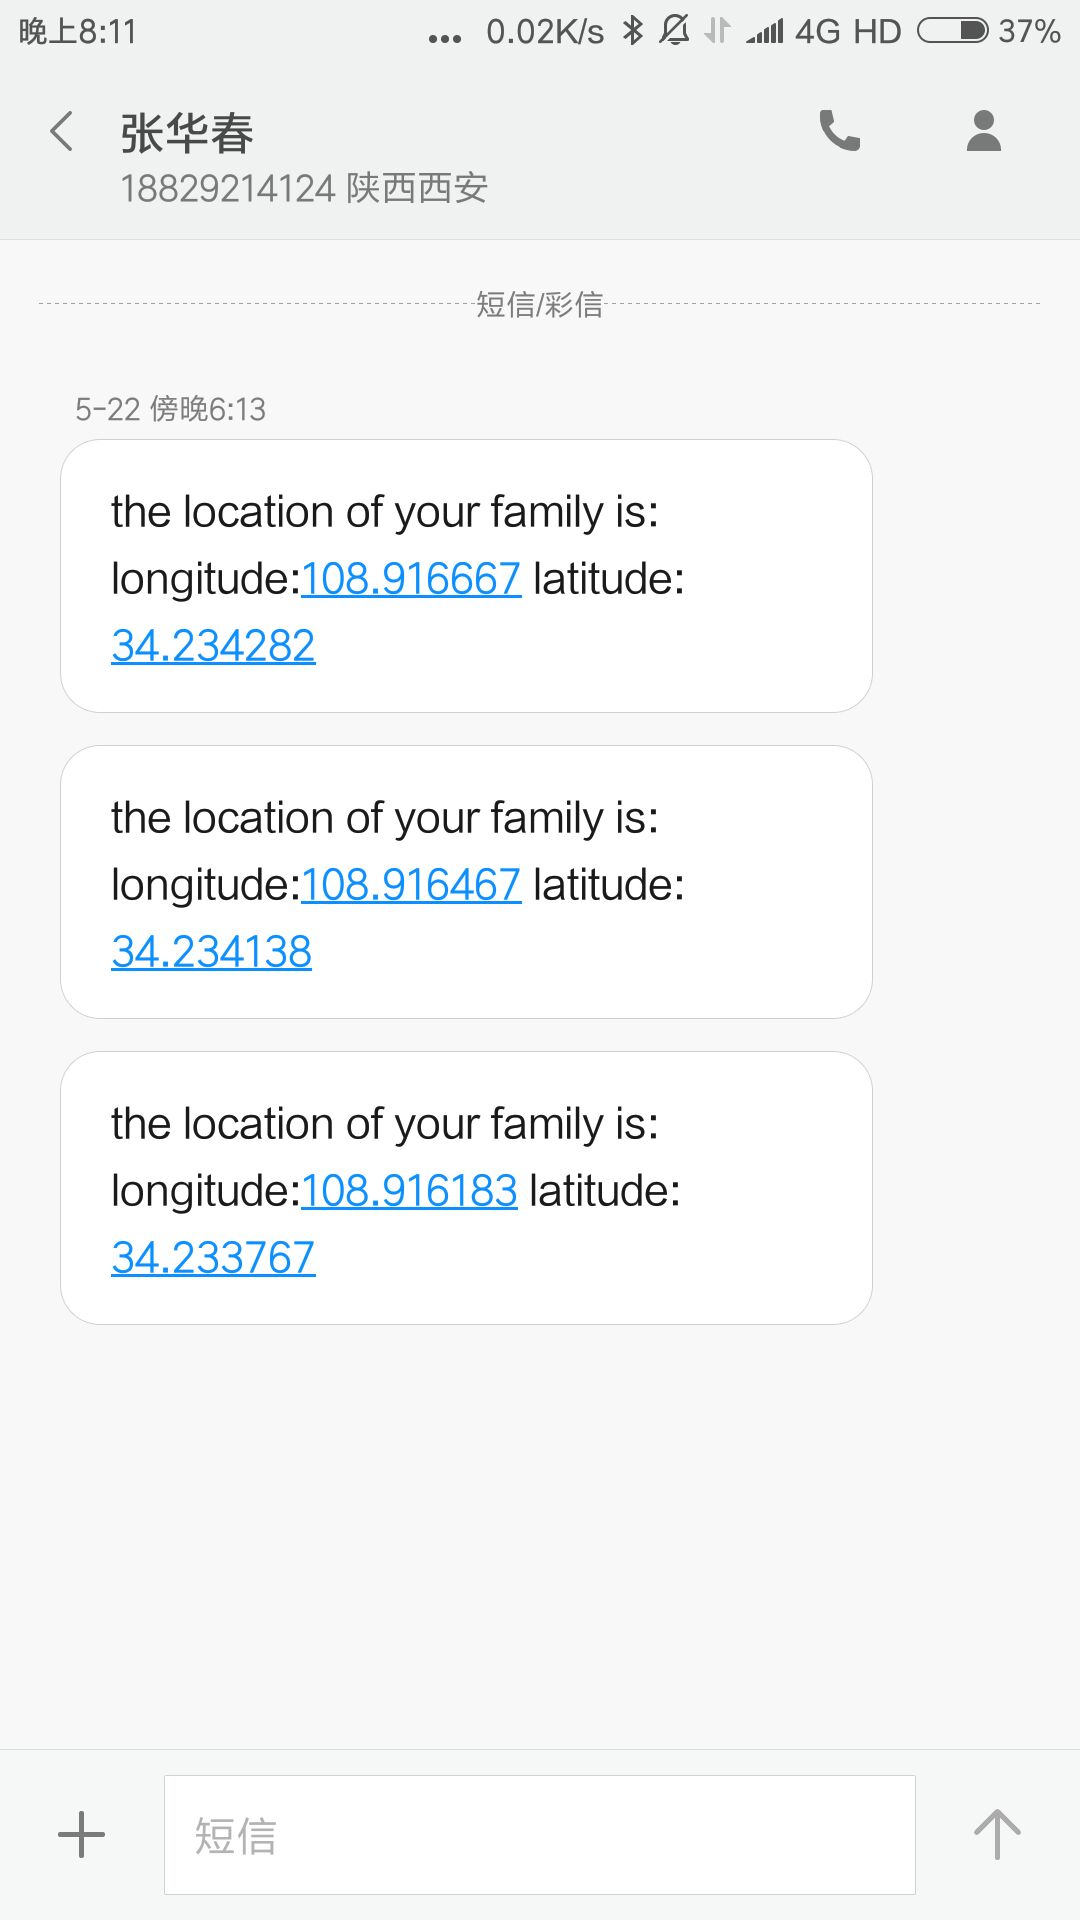 晚上8:11 ... 0.02K/s 4G HD 37%
张华春
18829214124 陕西西安
短信/彩信
5-22 傍晚6:13
the location of your family is:
longitude:108.916667 latitude:
34.234282
the location of your family is:
longitude:108.916467 latitude:
34.234138
the location of your family is:
longitude:108.916183 latitude:
34.233767
短信